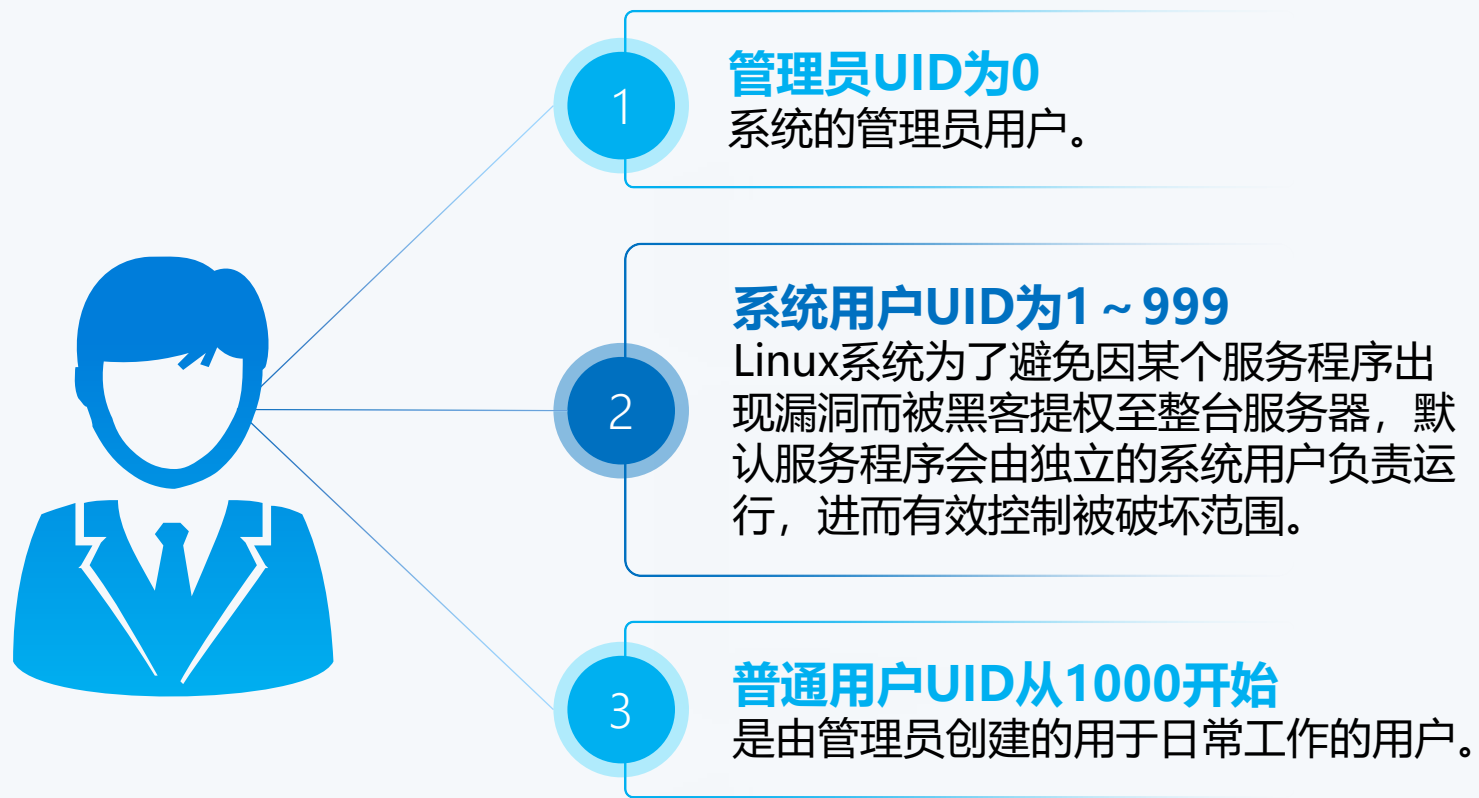 1
管理员UID为0
系统的管理员用户。
2
系统用户UID为1～999
Linux系统为了避免因某个服务程序出
现漏洞而被黑客提权至整台服务器，默
认服务程序会由独立的系统用户负责运
行，进而有效控制被破坏范围。
3
普通用户UID从1000开始
是由管理员创建的用于日常工作的用户。